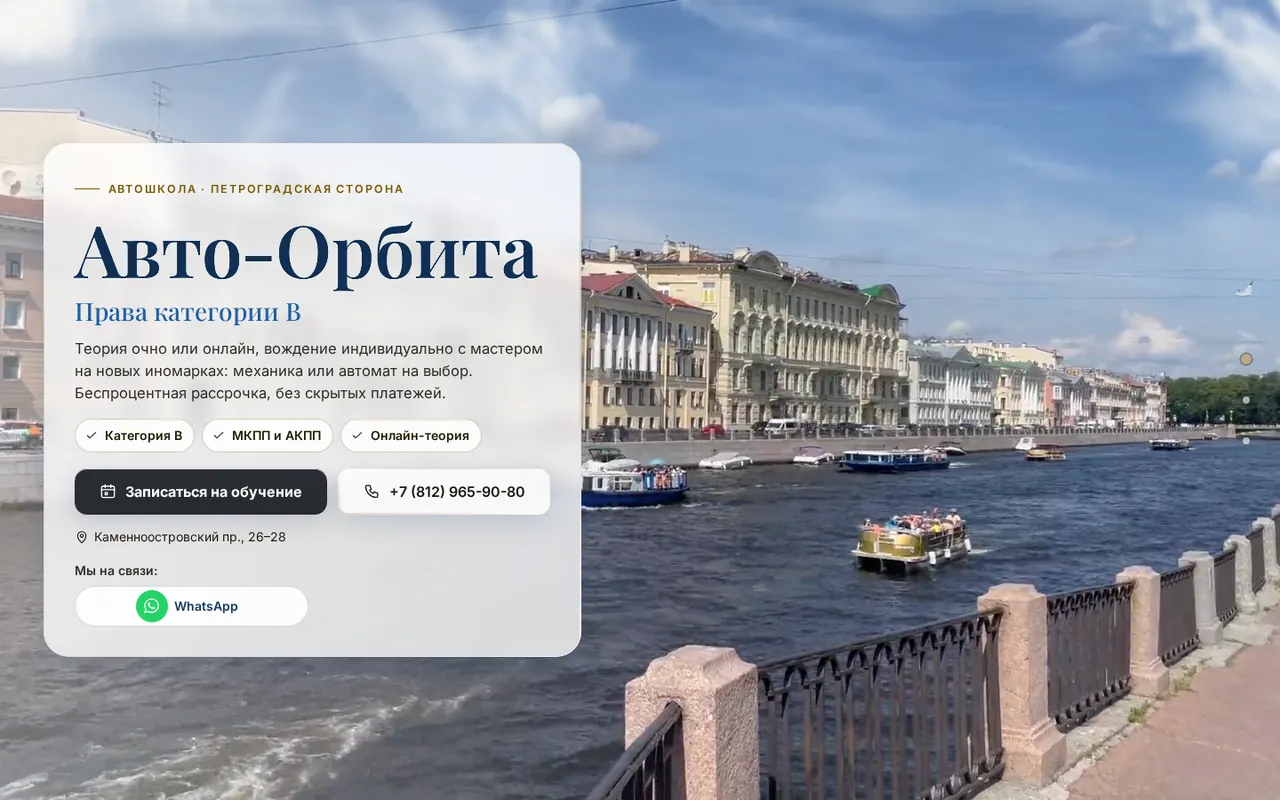 АВТОШКОЛА · ПЕТРОГРАДСКАЯ СТОРОНА
Авто-Орбита
Права категории В
Теория очно или онлайн, вождение индивидуально с мастером
на новых иномарках: механика или автомат на выбор.
Беспроцентная рассрочка, без скрытых платежей.
Категория В
МКПП и АКПП
Онлайн-теория
Записаться на обучение
+7 (812) 965-90-80
Каменноостровский пр., 26–28
Мы на связи:
WhatsApp